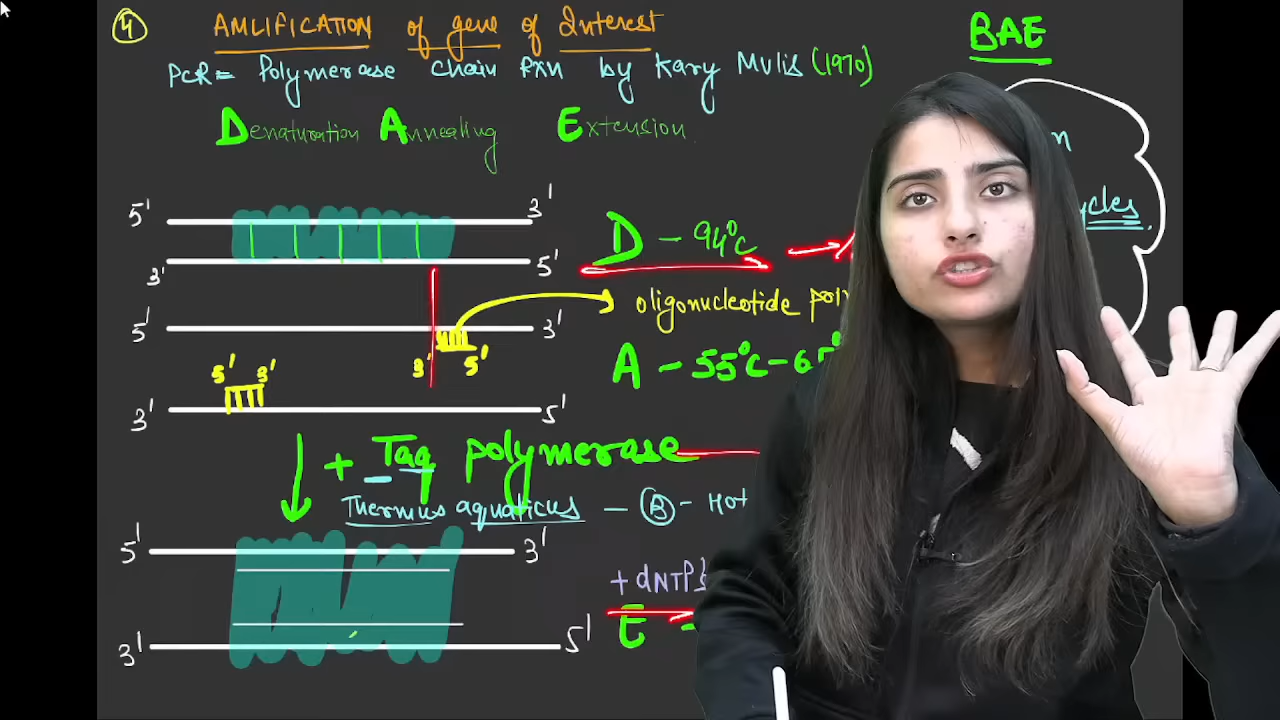 4
AMLIFICATION of gene of Interest
BAE
PCR = Polymerase Chain Rxn by Kary Mulis (1970)
Denaturation Annealing Extension
n
ycles
5' 3'
D - 94°C
3' 5'
oligonucleotide
5' 3'
3' 5'
A - 55°C - 6
5' 3'
3' 5'
+ Taq polymerase
Thermus aquaticus - B - Hot
5' 3'
+ dNTPs
E =
3' 5'